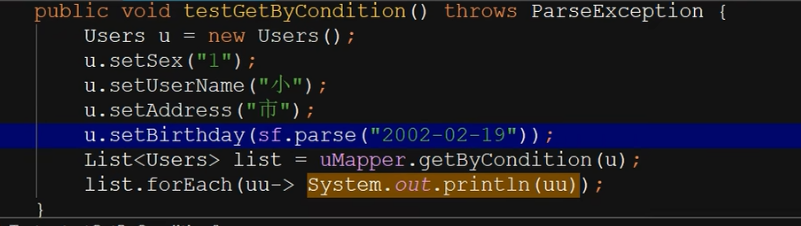 public void testGetByCondition() throws ParseException {
Users u = new Users();
u.setSex("1");
u.setUserName("小");
u.setAddress("市");
u.setBirthday(sf.parse("2002-02-19"));
List<Users> list = uMapper.getByCondition(u);
list.forEach(uu-> System.out.println(uu));
}